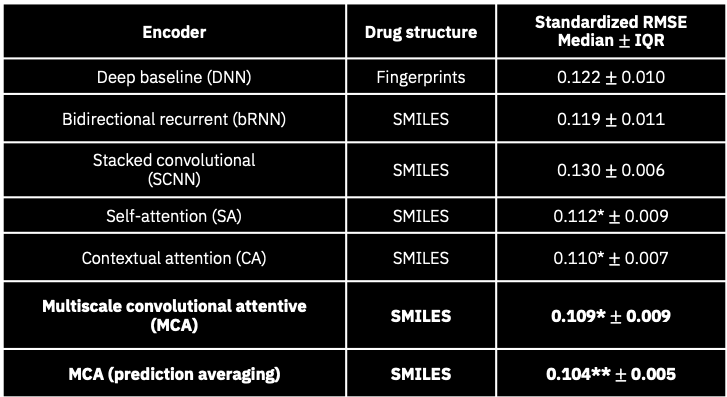 Encoder Drug structure Standardized RMSE
Median ± IQR
Deep baseline (DNN) Fingerprints 0.122 ± 0.010
Bidirectional recurrent (bRNN) SMILES 0.119 ± 0.011
Stacked convolutional
(SCNN) SMILES 0.130 ± 0.006
Self-attention (SA) SMILES 0.112* ± 0.009
Contextual attention (CA) SMILES 0.110* ± 0.007
Multiscale convolutional attentive
(MCA) SMILES 0.109* ± 0.009
MCA (prediction averaging) SMILES 0.104** ± 0.005